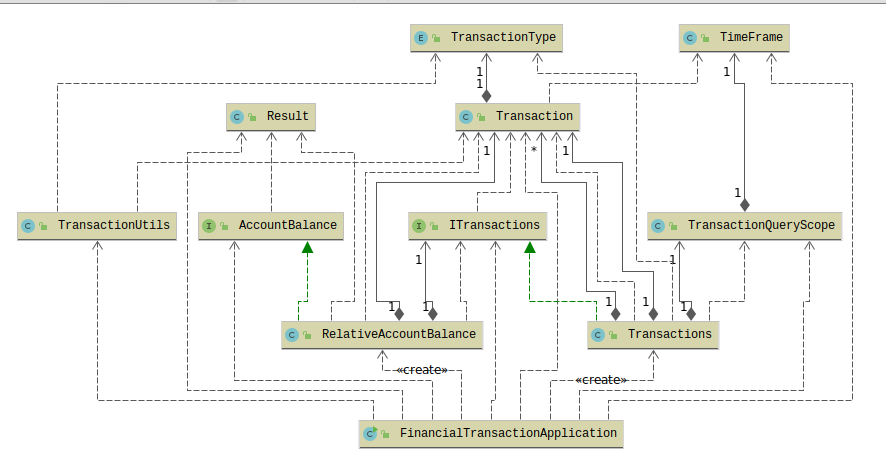 E TransactionType
C TimeFrame
1
1
1
C Result
C Transaction
1
*
1
1
C TransactionUtils
I AccountBalance
I ITransactions
C TransactionQueryScope
1
1
1
1
1
1
1
C RelativeAccountBalance
C Transactions
«create»
«create»
C FinancialTransactionApplication